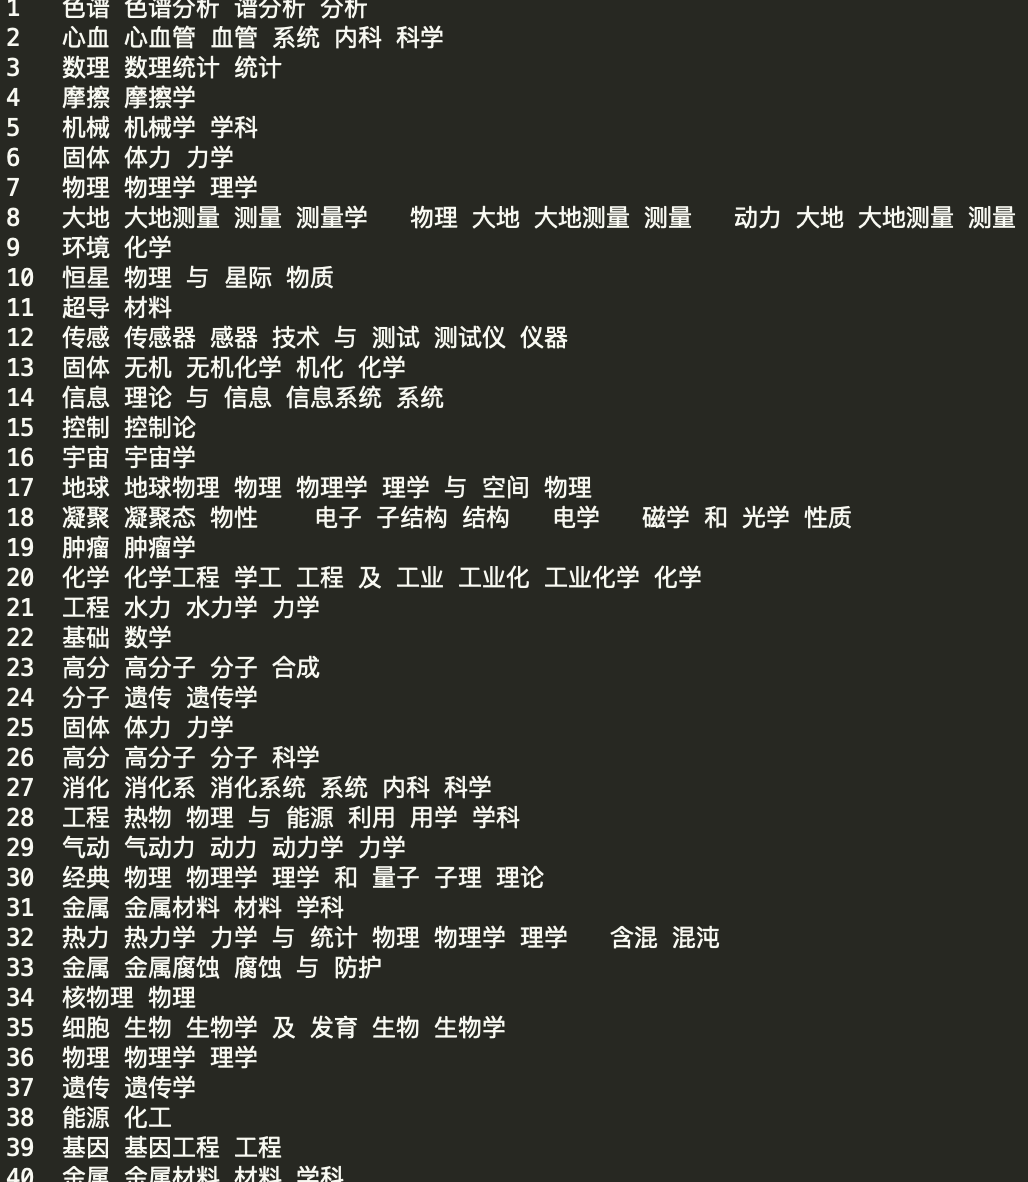 1 色谱 色谱分析 谱分析 分析
2 心血 心血管 血管 系统 内科 科学
3 数理 数理统计 统计
4 摩擦 摩擦学
5 机械 机械学 学科
6 固体 体力 力学
7 物理 物理学 理学
8 大地 大地测量 测量 测量学 物理 大地 大地测量 测量 动力 大地 大地测量 测量
9 环境 化学
10 恒星 物理 与 星际 物质
11 超导 材料
12 传感 传感器 感器 技术 与 测试 测试仪 仪器
13 固体 无机 无机化学 机化 化学
14 信息 理论 与 信息 信息系统 系统
15 控制 控制论
16 宇宙 宇宙学
17 地球 地球物理 物理 物理学 理学 与 空间 物理
18 凝聚 凝聚态 物性 电子 子结构 结构 电学 磁学 和 光学 性质
19 肿瘤 肿瘤学
20 化学 化学工程 学工 工程 及 工业 工业化 工业化学 化学
21 工程 水力 水力学 力学
22 基础 数学
23 高分 高分子 分子 合成
24 分子 遗传 遗传学
25 固体 体力 力学
26 高分 高分子 分子 科学
27 消化 消化系 消化系统 系统 内科 科学
28 工程 热物 物理 与 能源 利用 用学 学科
29 气动 气动力 动力 动力学 力学
30 经典 物理 物理学 理学 和 量子 子理 理论
31 金属 金属材料 材料 学科
32 热力 热力学 力学 与 统计 物理 物理学 理学 含混 混沌
33 金属 金属腐蚀 腐蚀 与 防护
34 核物理 物理
35 细胞 生物 生物学 及 发育 生物 生物学
36 物理 物理学 理学
37 遗传 遗传学
38 能源 化工
39 基因 基因工程 工程
40 金属 金属材料 材料 学科